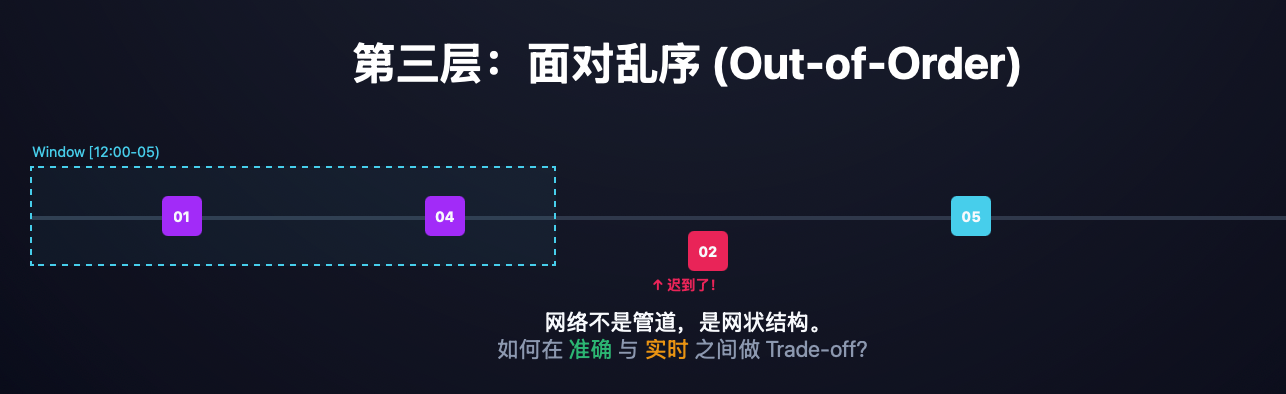 第三层：面对乱序 (Out-of-Order)
Window [12:00-05)
01
04
05
02
↑ 迟到了!
网络不是管道，是网状结构。
如何在 准确 与 实时 之间做 Trade-off?